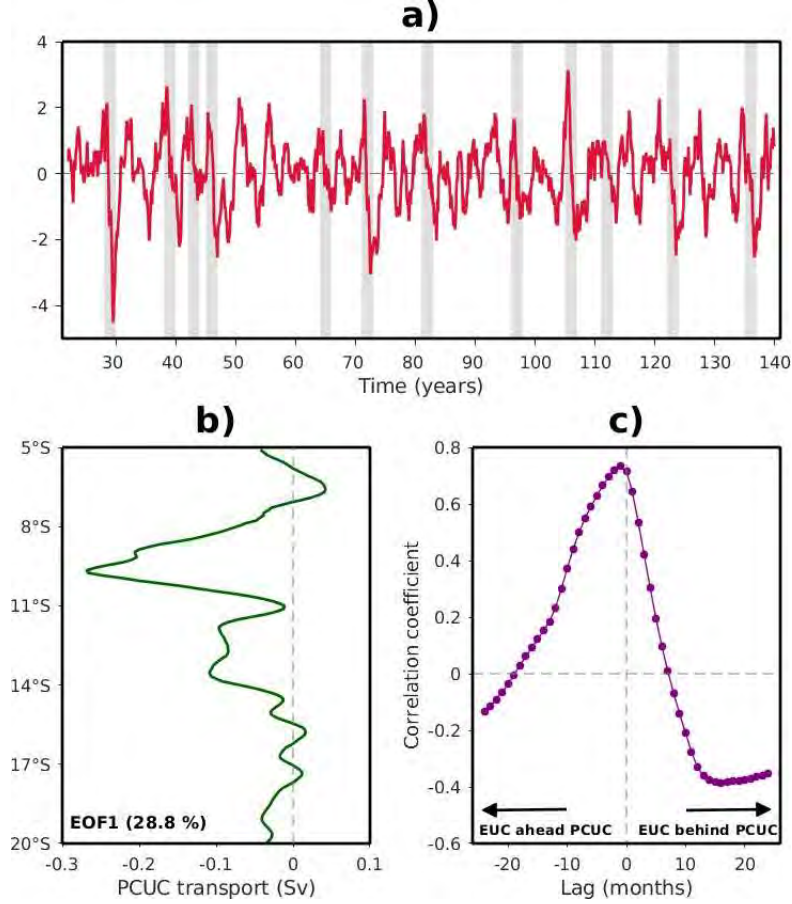 a)
4
2
0
-2
-4
30 40 50 60 70 80 90 100 110 120 130 140
Time (years)
b)
5°S
8°S
11°S
14°S
17°S
20°S
EOF1 (28.8 %)
-0.3 -0.2 -0.1 0 0.1
PCUC transport (Sv)
c)
Correlation coefficient
0.8
0.6
0.4
0.2
0
-0.2
-0.4
-0.6
EUC ahead PCUC EUC behind PCUC
-20 -10 0 10 20
Lag (months)